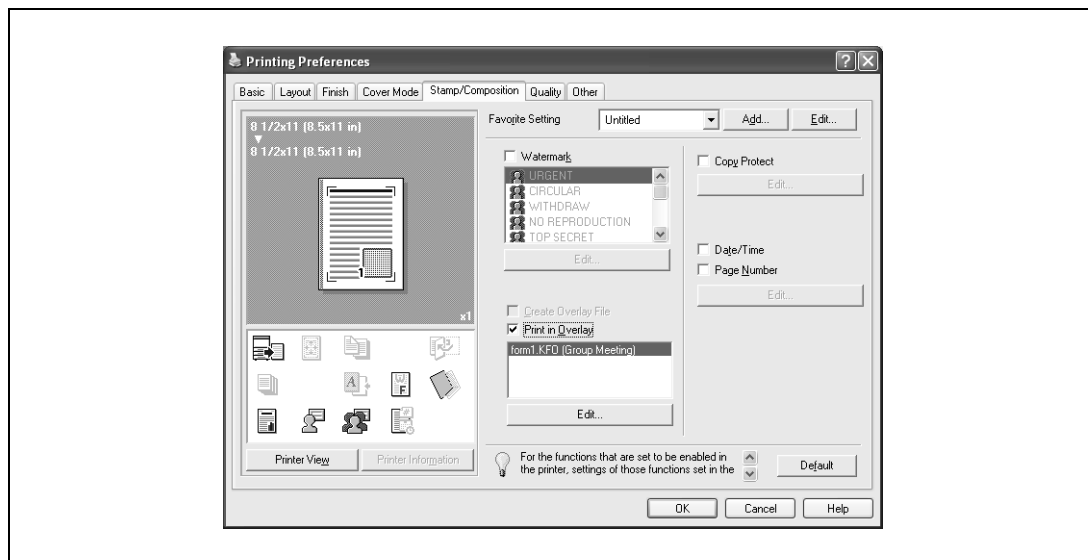 Printing Preferences
Basic Layout Finish Cover Mode Stamp/Composition Quality Other
8 1/2x11 (8.5x11 in)
8 1/2x11 (8.5x11 in)
1
x1
Printer View Printer Information
Favorite Setting Untitled Add... Edit...
Watermark
URGENT
CIRCULAR
WITHDRAW
NO REPRODUCTION
TOP SECRET
Edit...
Create Overlay File
Print in Overlay
form1.KFO (Group Meeting)
Edit...
Copy Protect
Edit...
Date/Time
Page Number
Edit...
For the functions that are set to be enabled in
the printer, settings of those functions set in the
Default
OK Cancel Help